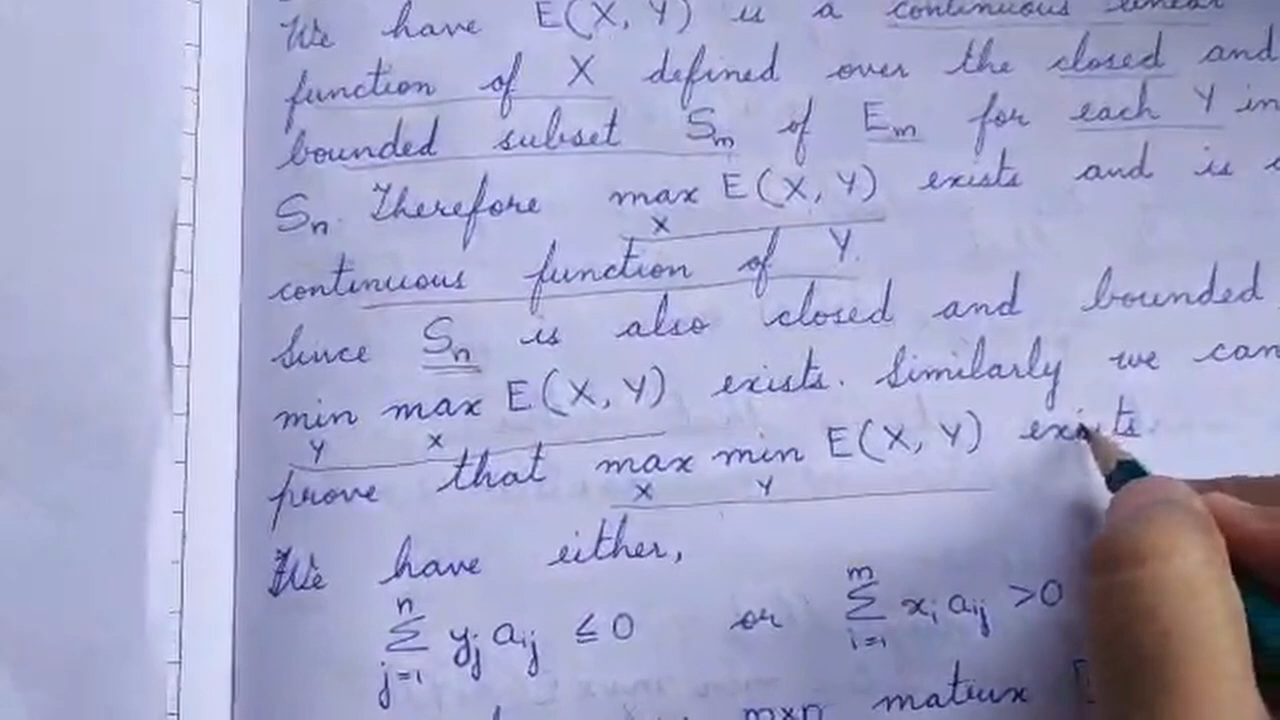 We have E(X, Y) is a continuous linear
function of X defined over the closed and
bounded subset Sₘ of Eₘ for each Y in
Sₙ. Therefore max E(X, Y) exists and is
X
continuous function of Y.
Since Sₙ is also closed and bounded
min max E(X, Y) exists. Similarly we can
Y X
prove that max min E(X, Y) exists.
X Y
We have either,
∑ⁿⱼ₌₁ yⱼ aᵢⱼ ≤ 0 or ∑ᵐᵢ₌₁ xᵢ aᵢⱼ > 0
mxn matrix [